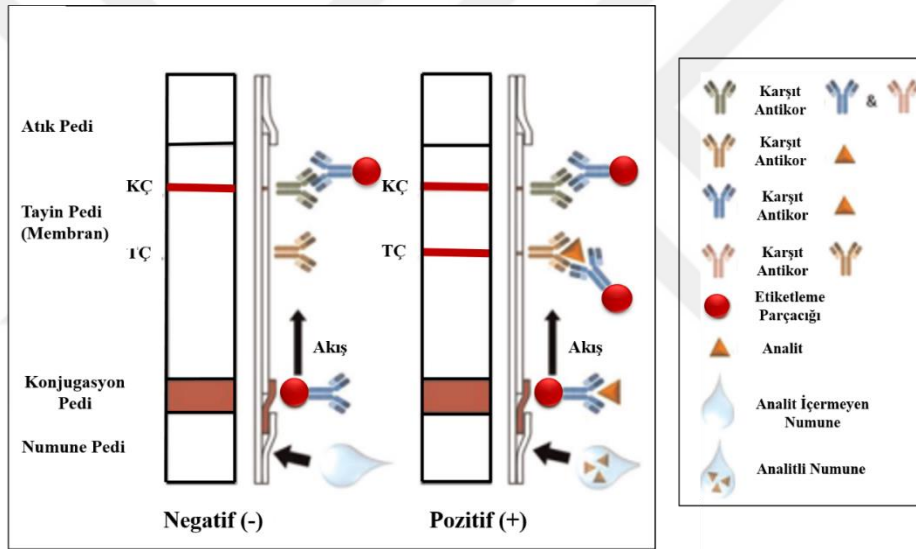 Atık Pedi
KÇ
Tayin Pedi
(Membran)
TÇ
Konjugasyon
Pedi
Numune Pedi
Akış
Negatif (-)
KÇ
TÇ
Akış
Pozitif (+)
Karşıt
Antikor
&
Karşıt
Antikor
Karşıt
Antikor
Karşıt
Antikor
Etiketleme
Parçacığı
Analit
Analit İçermeyen
Numune
Analitli Numune